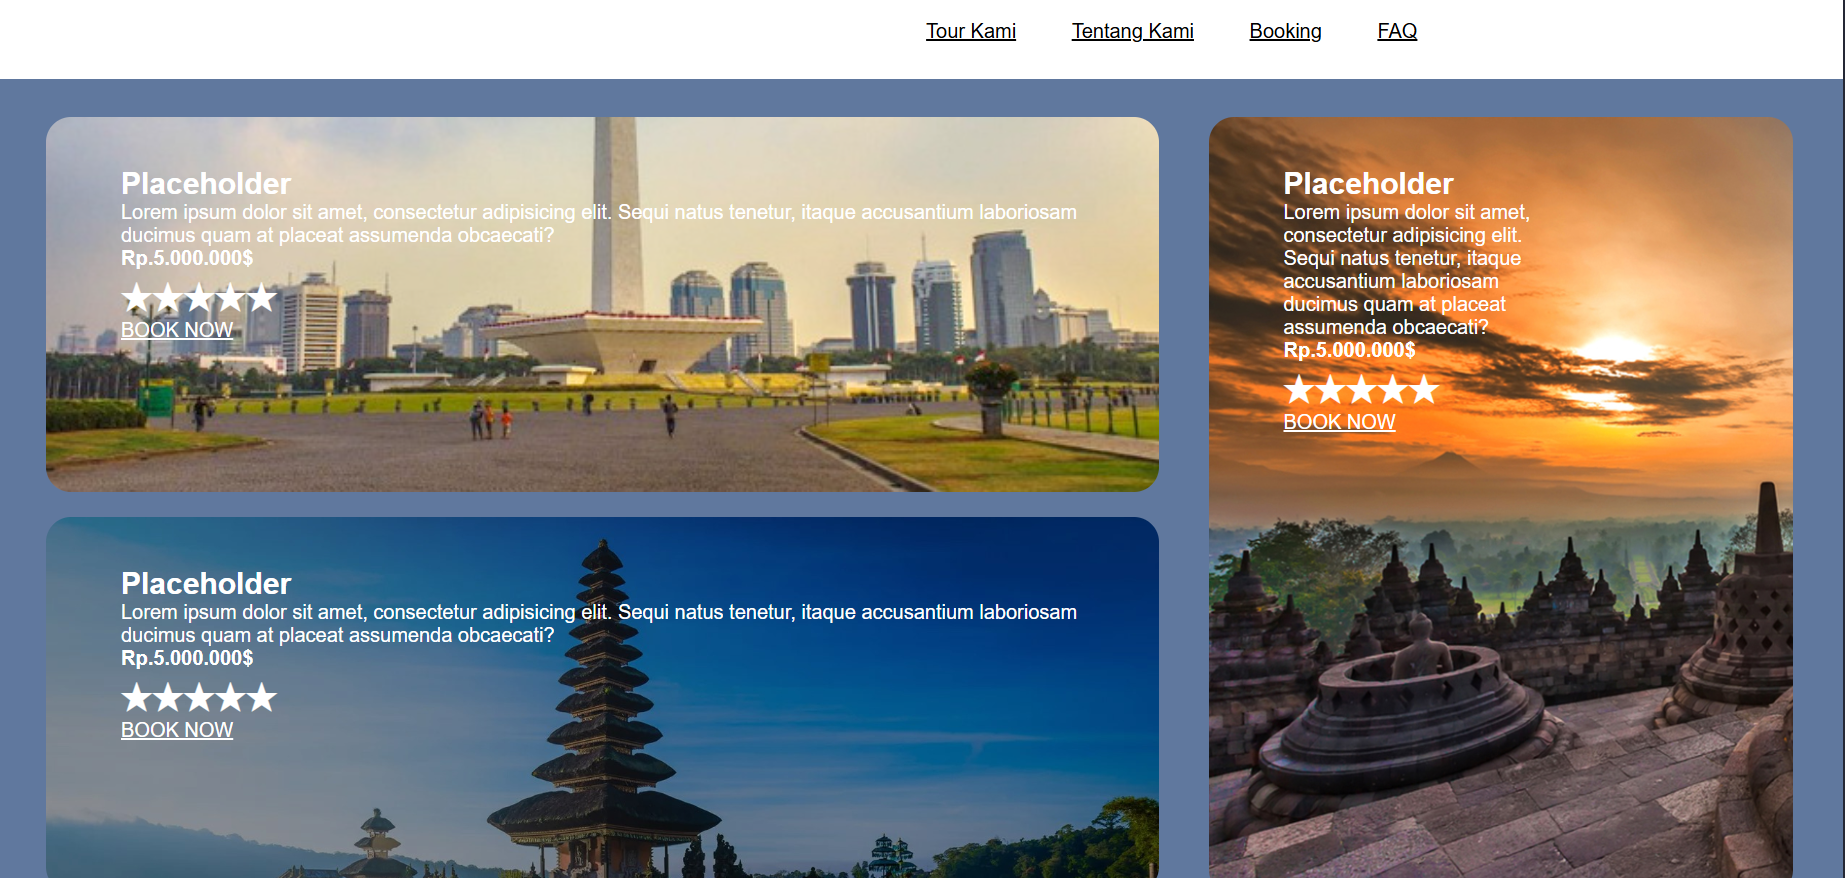 Tour Kami Tentang Kami Booking FAQ
Placeholder
Lorem ipsum dolor sit amet, consectetur adipisicing elit. Sequi natus tenetur, itaque accusantium laboriosam
ducimus quam at placeat assumenda obcaecati?
Rp.5.000.000$
★★★★★
BOOK NOW
Placeholder
Lorem ipsum dolor sit amet, consectetur adipisicing elit. Sequi natus tenetur, itaque accusantium laboriosam
ducimus quam at placeat assumenda obcaecati?
Rp.5.000.000$
★★★★★
BOOK NOW
Placeholder
Lorem ipsum dolor sit amet,
consectetur adipisicing elit.
Sequi natus tenetur, itaque
accusantium laboriosam
ducimus quam at placeat
assumenda obcaecati?
Rp.5.000.000$
★★★★★
BOOK NOW